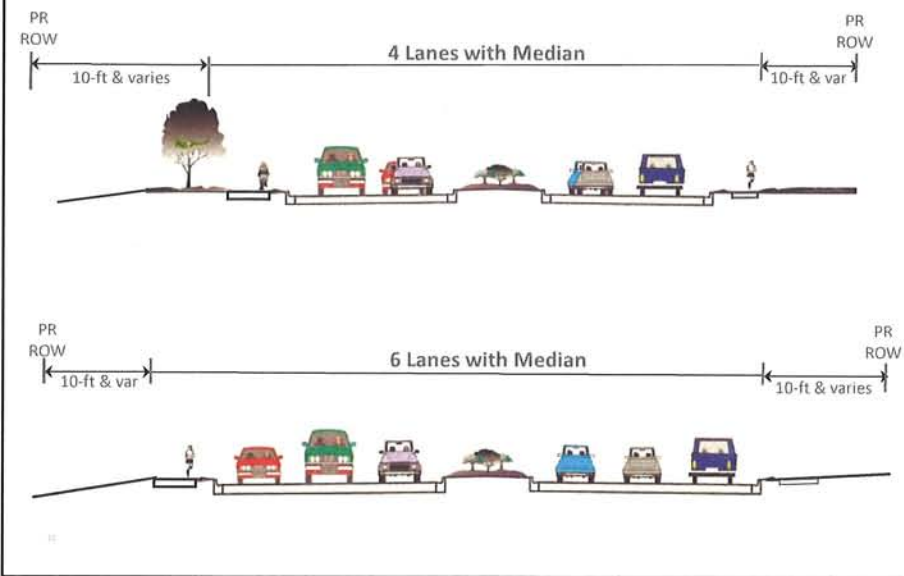 PR
ROW
4 Lanes with Median
PR
ROW
10-ft & varies
10-ft & var
PR
ROW
6 Lanes with Median
PR
ROW
10-ft & var
10-ft & varies